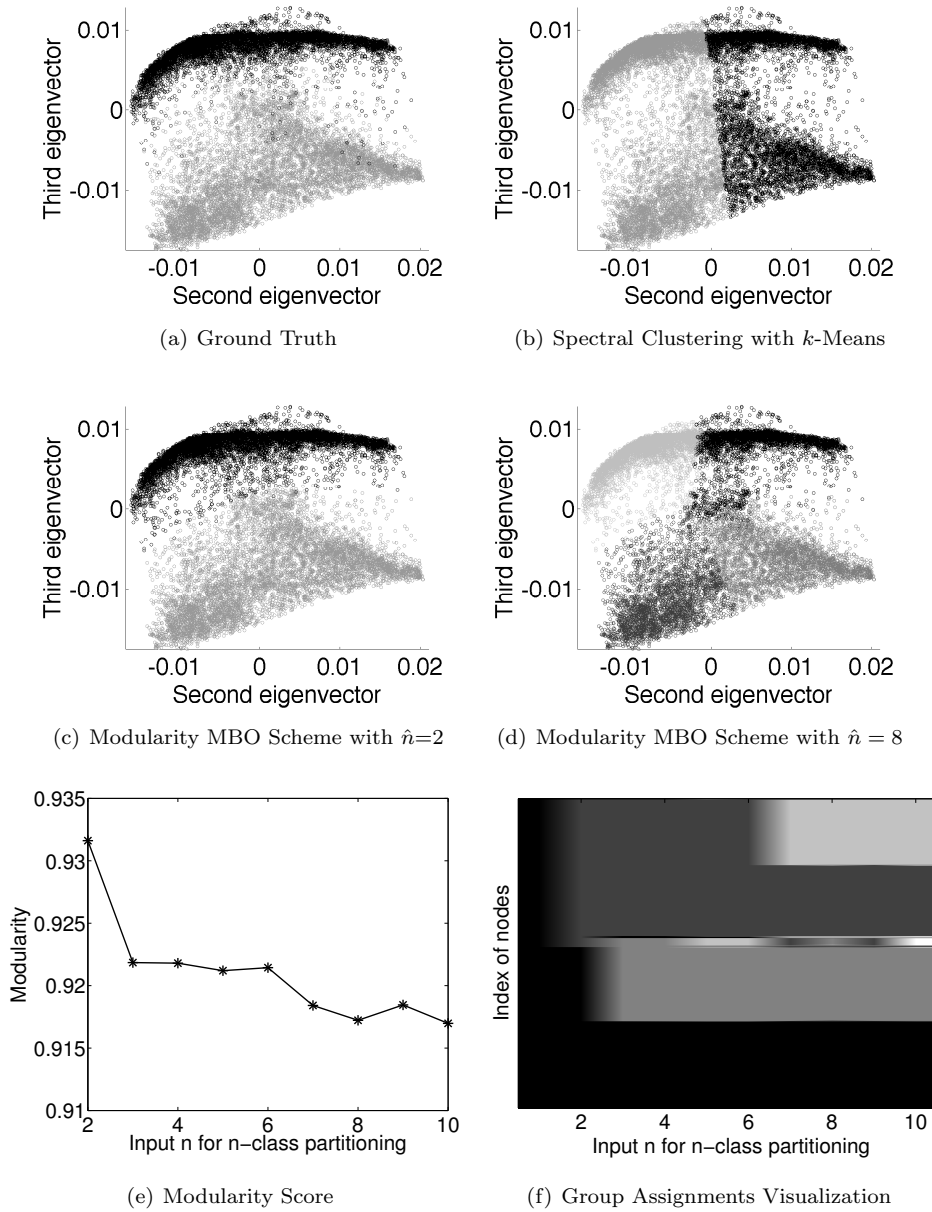 0.01
0
-0.01
Third eigenvector
-0.01 0 0.01 0.02
Second eigenvector
(a) Ground Truth
0.01
0
-0.01
Third eigenvector
-0.01 0 0.01 0.02
Second eigenvector
(b) Spectral Clustering with k-Means
0.01
0
-0.01
Third eigenvector
-0.01 0 0.01 0.02
Second eigenvector
(c) Modularity MBO Scheme with n̂=2
0.01
0
-0.01
Third eigenvector
-0.01 0 0.01 0.02
Second eigenvector
(d) Modularity MBO Scheme with n̂ = 8
0.935
0.93
0.925
0.92
0.915
0.91
Modularity
2 4 6 8 10
Input n for n−class partitioning
(e) Modularity Score
Index of nodes
2 4 6 8 10
Input n for n−class partitioning
(f) Group Assignments Visualization